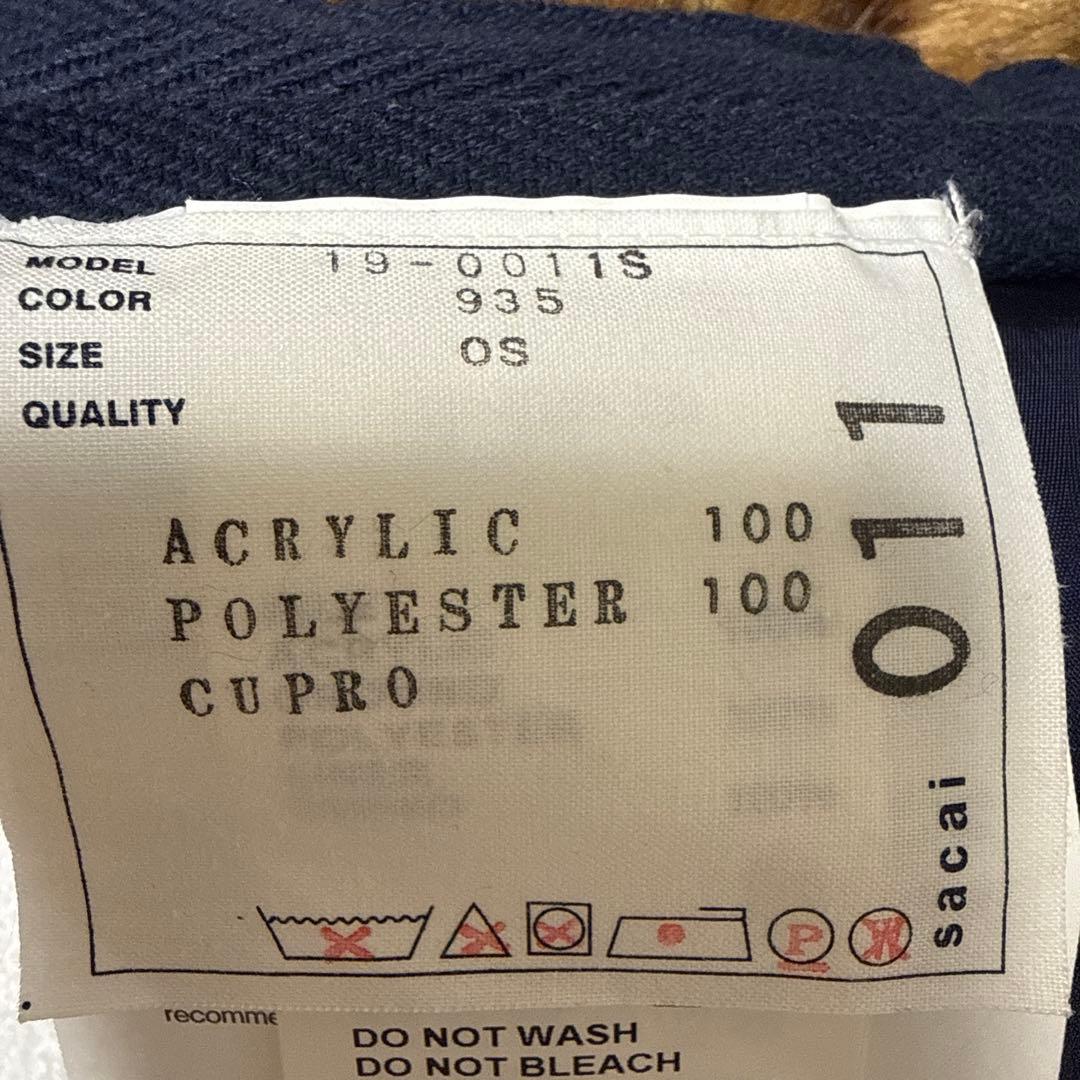 MODEL 19-0011S
COLOR 935
SIZE OS
QUALITY
ACRYLIC 100
POLYESTER 100
CUPRO
011
sacai
P
W
recomme
DO NOT WASH
DO NOT BLEACH